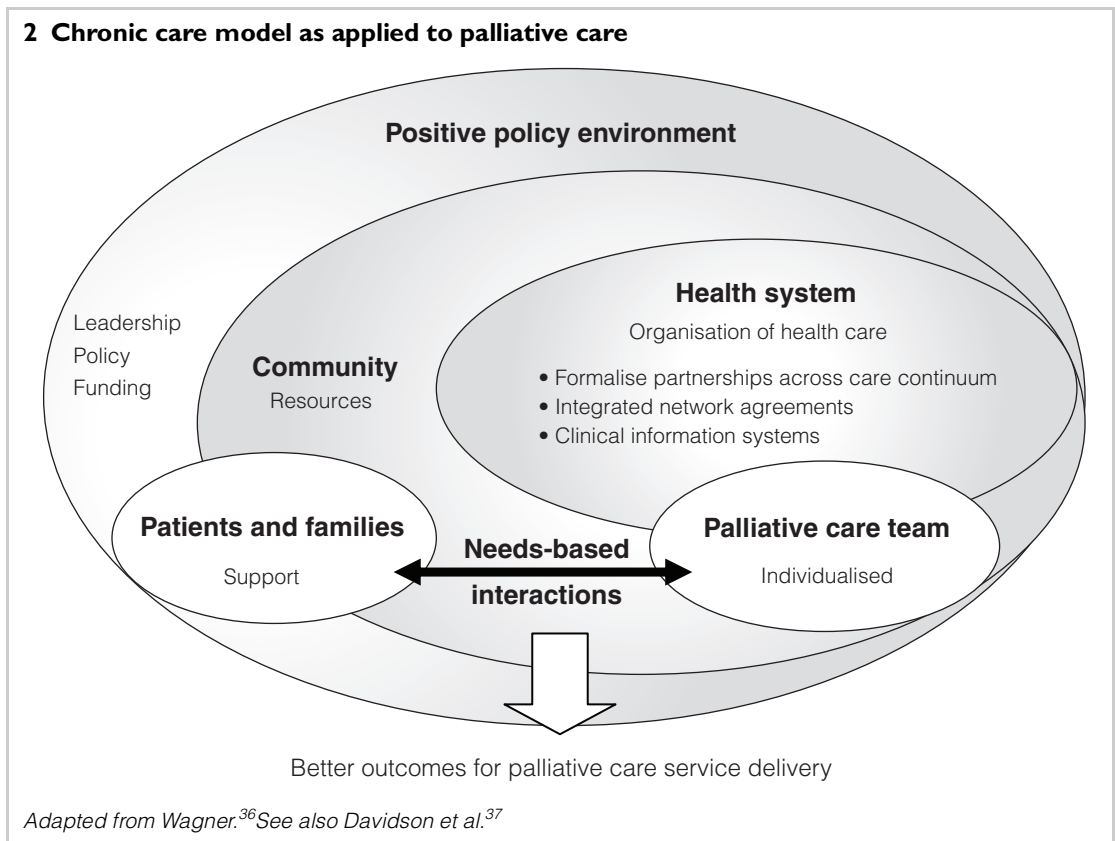 2 Chronic care model as applied to palliative care
Positive policy environment
Leadership
Policy
Funding
Community
Resources
Health system
Organisation of health care
• Formalise partnerships across care continuum
• Integrated network agreements
• Clinical information systems
Patients and families
Support
Needs-based
interactions
Palliative care team
Individualised
Better outcomes for palliative care service delivery
Adapted from Wagner.36See also Davidson et al.37